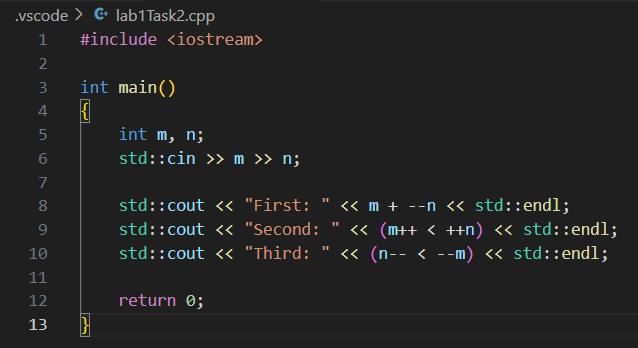 .vscode > lab1Task2.cpp
1 #include <iostream>
2
3 int main()
4 {
5     int m, n;
6     std::cin >> m >> n;
7
8     std::cout << "First: " << m + --n << std::endl;
9     std::cout << "Second: " << (m++ < ++n) << std::endl;
10     std::cout << "Third: " << (n-- < --m) << std::endl;
11
12     return 0;
13 }